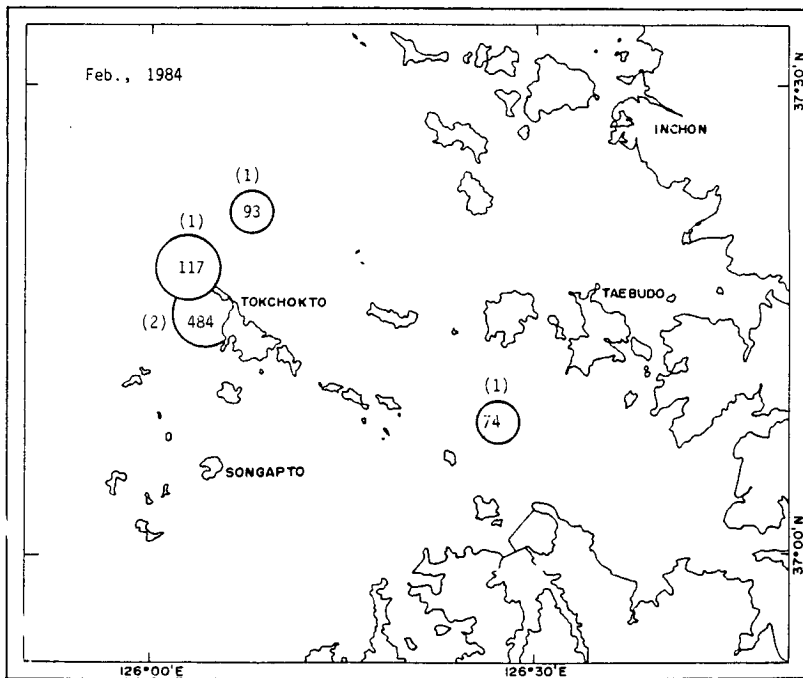 Feb., 1984
37°30'N
INCHON
(1)
93
(1)
117
TOKCHOKTO
TAEBUDO
(2)
484
(1)
74
SONGAPTO
37°00'N
126°00'E
126°30'E